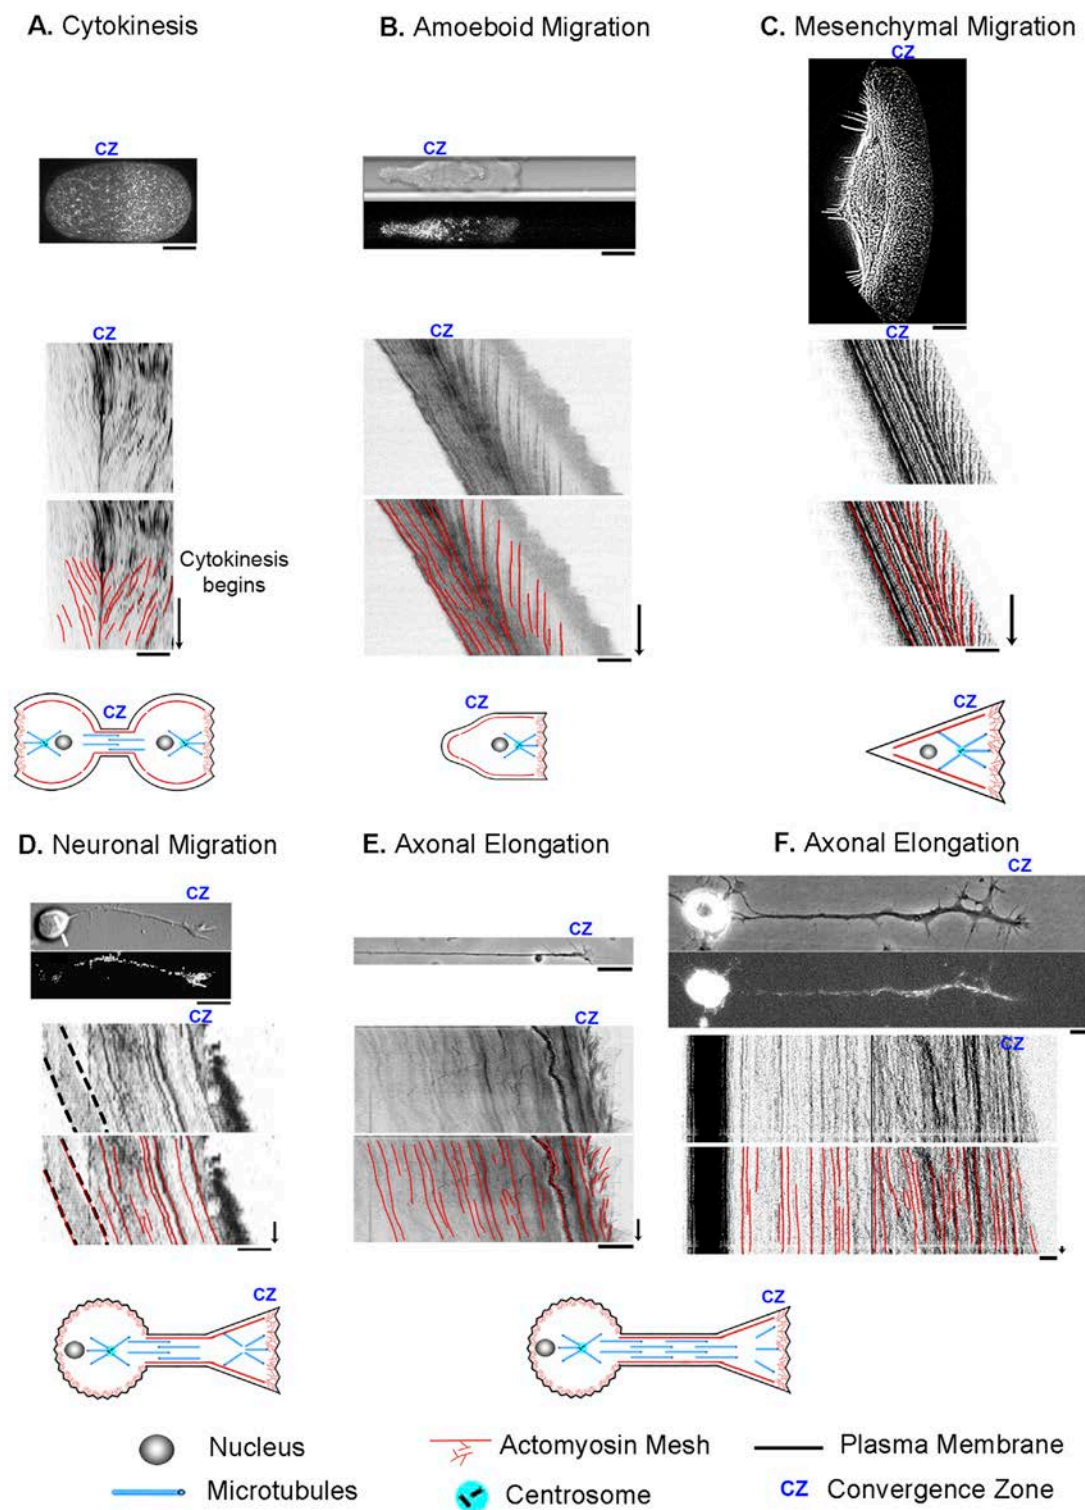 A. Cytokinesis
B. Amoeboid Migration
C. Mesenchymal Migration
CZ
CZ
CZ
CZ
CZ
CZ
Cytokinesis
begins
CZ
CZ
CZ
D. Neuronal Migration
E. Axonal Elongation
F. Axonal Elongation
CZ
CZ
CZ
CZ
CZ
CZ
CZ
CZ
Nucleus
Actomyosin Mesh
Plasma Membrane
Microtubules
Centrosome
CZ Convergence Zone